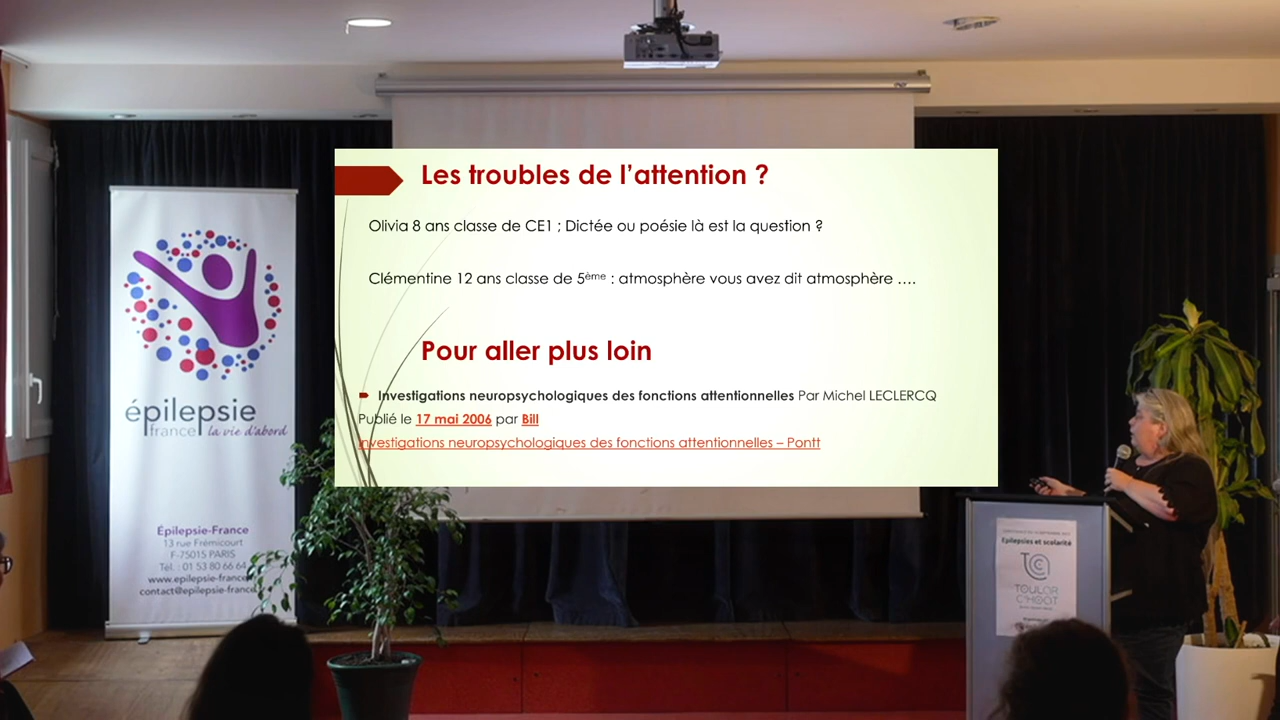 Les troubles de l'attention ?
Olivia 8 ans classe de CE1 ; Dictée ou poésie là est la question ?
Clémentine 12 ans classe de 5ème : atmosphère vous avez dit atmosphère ….
Pour aller plus loin
Investigations neuropsychologiques des fonctions attentionnelles Par Michel LECLERCQ
Publié le 17 mai 2006 par Bill
Investigations neuropsychologiques des fonctions attentionnelles – Pontt
épilepsie
france la vie d'abord
Épilepsie-France
13 rue Frémicourt
F-75015 PARIS
Tél. : 01 53 80 66 64
www.epilepsie-france
contact@epilepsie-france
Epilepsies et scolarité
TOULAR
C'HOAT